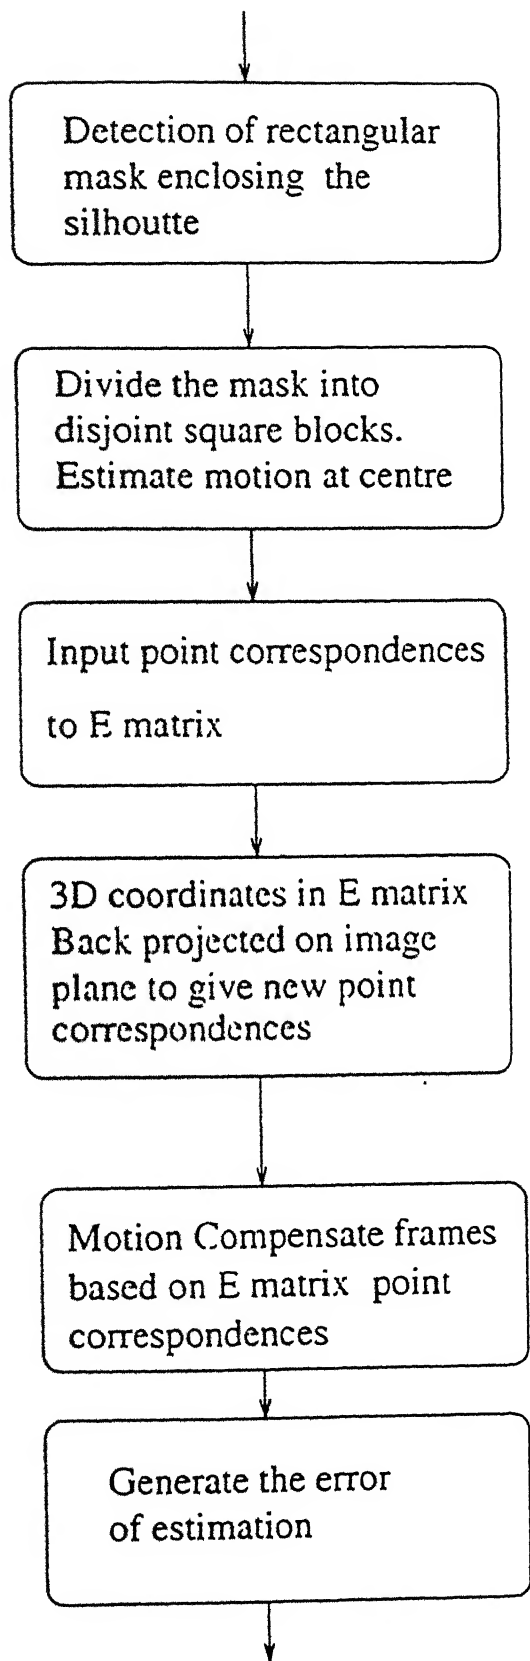 Detection of rectangular
mask enclosing the
silhoutte
Divide the mask into
disjoint square blocks.
Estimate motion at centre
Input point correspondences
to E matrix
3D coordinates in E matrix
Back projected on image
plane to give new point
correspondences
Motion Compensate frames
based on E matrix point
correspondences
Generate the error
of estimation